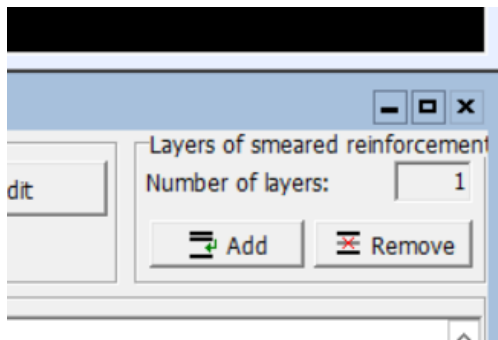 Layers of smeared reinforcement
dit
Number of layers:
1
Add
Remove